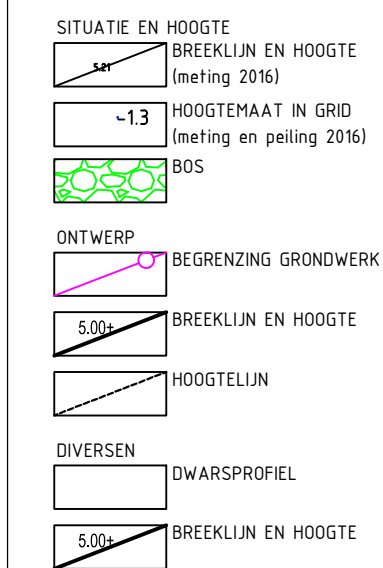 SITUATIE EN HOOGTE
5.21
BREEKLIJN EN HOOGTE
(meting 2016)
-1.3
HOOGTEMAAT IN GRID
(meting en peiling 2016)
BOS
ONTWERP
BEGRENZING GRONDWERK
5.00+
BREEKLIJN EN HOOGTE
HOOGTELIJN
DIVERSEN
DWARSPROFIEL
5.00+
BREEKLIJN EN HOOGTE